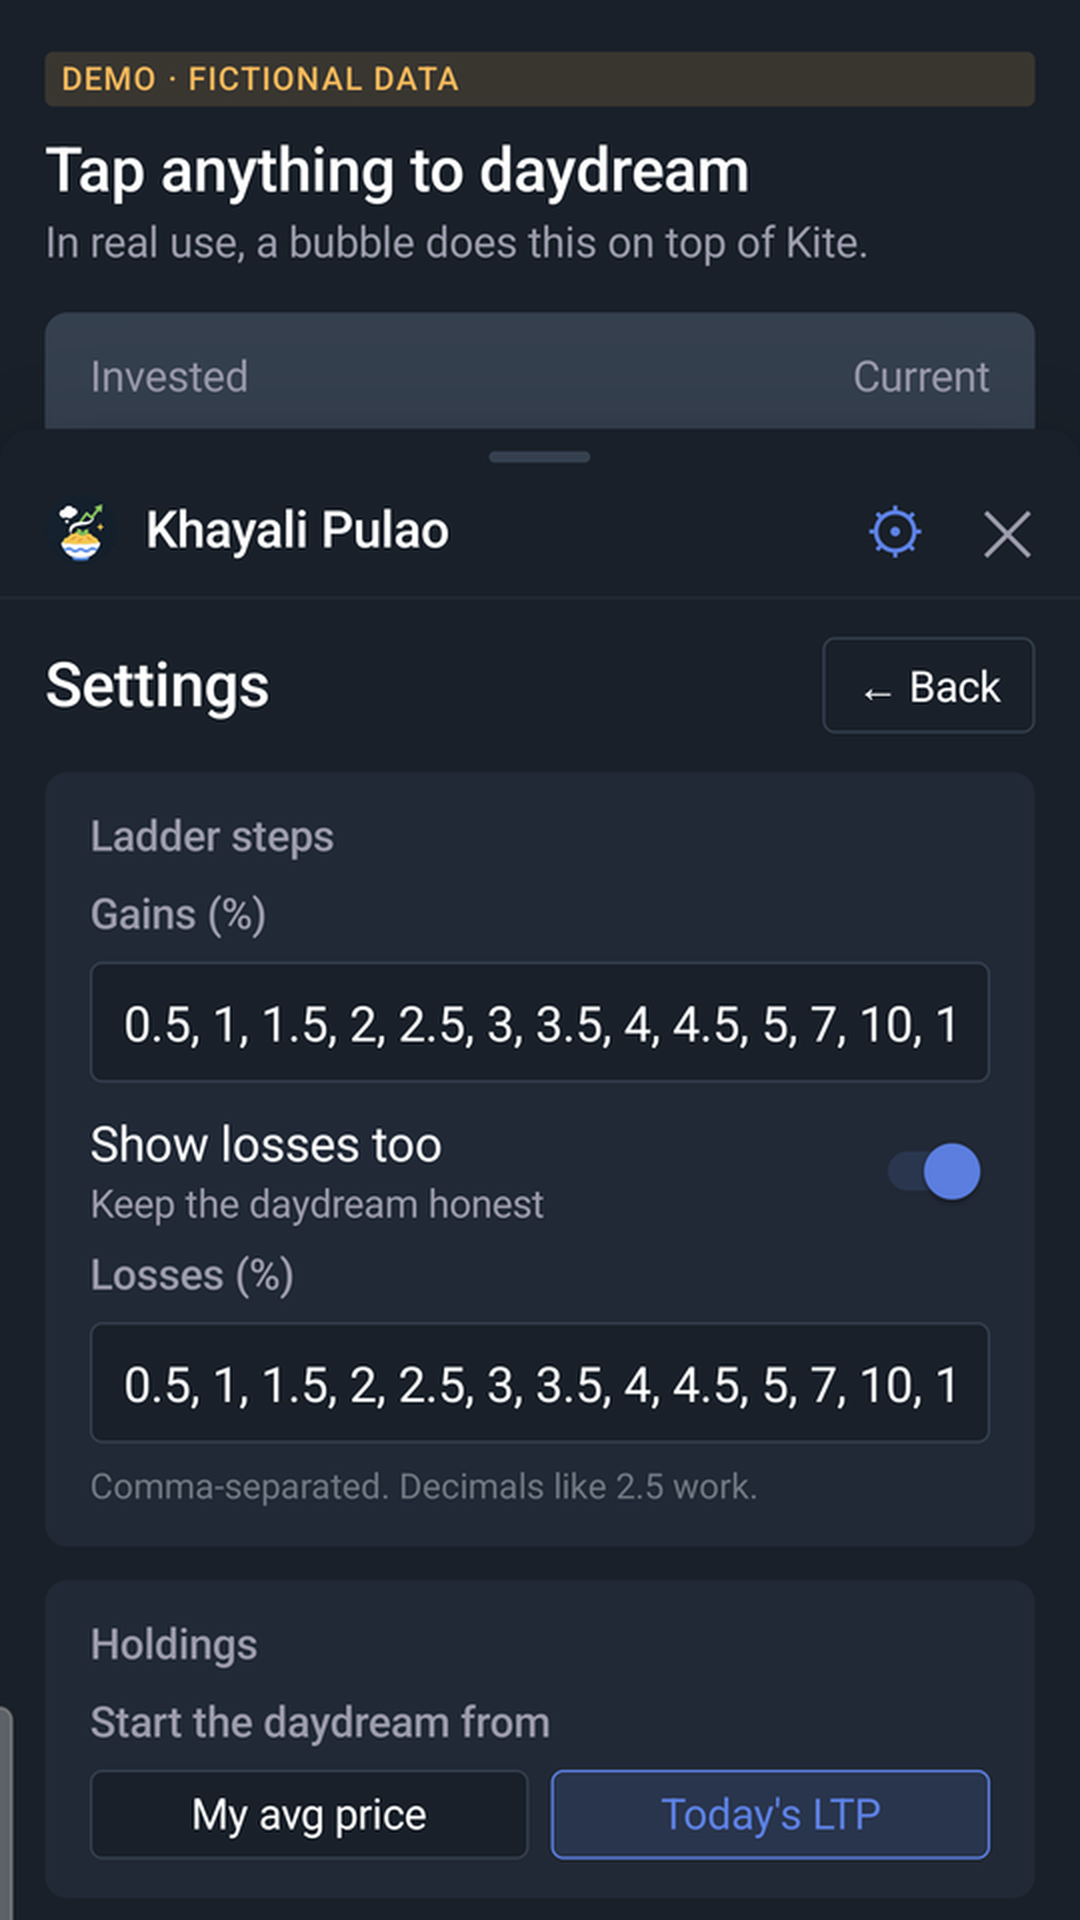 DEMO · FICTIONAL DATA
Tap anything to daydream
In real use, a bubble does this on top of Kite.
Invested Current
Khayali Pulao
Settings
← Back
Ladder steps
Gains (%)
0.5, 1, 1.5, 2, 2.5, 3, 3.5, 4, 4.5, 5, 7, 10, 1
Show losses too
Keep the daydream honest
Losses (%)
0.5, 1, 1.5, 2, 2.5, 3, 3.5, 4, 4.5, 5, 7, 10, 1
Comma-separated. Decimals like 2.5 work.
Holdings
Start the daydream from
My avg price Today's LTP